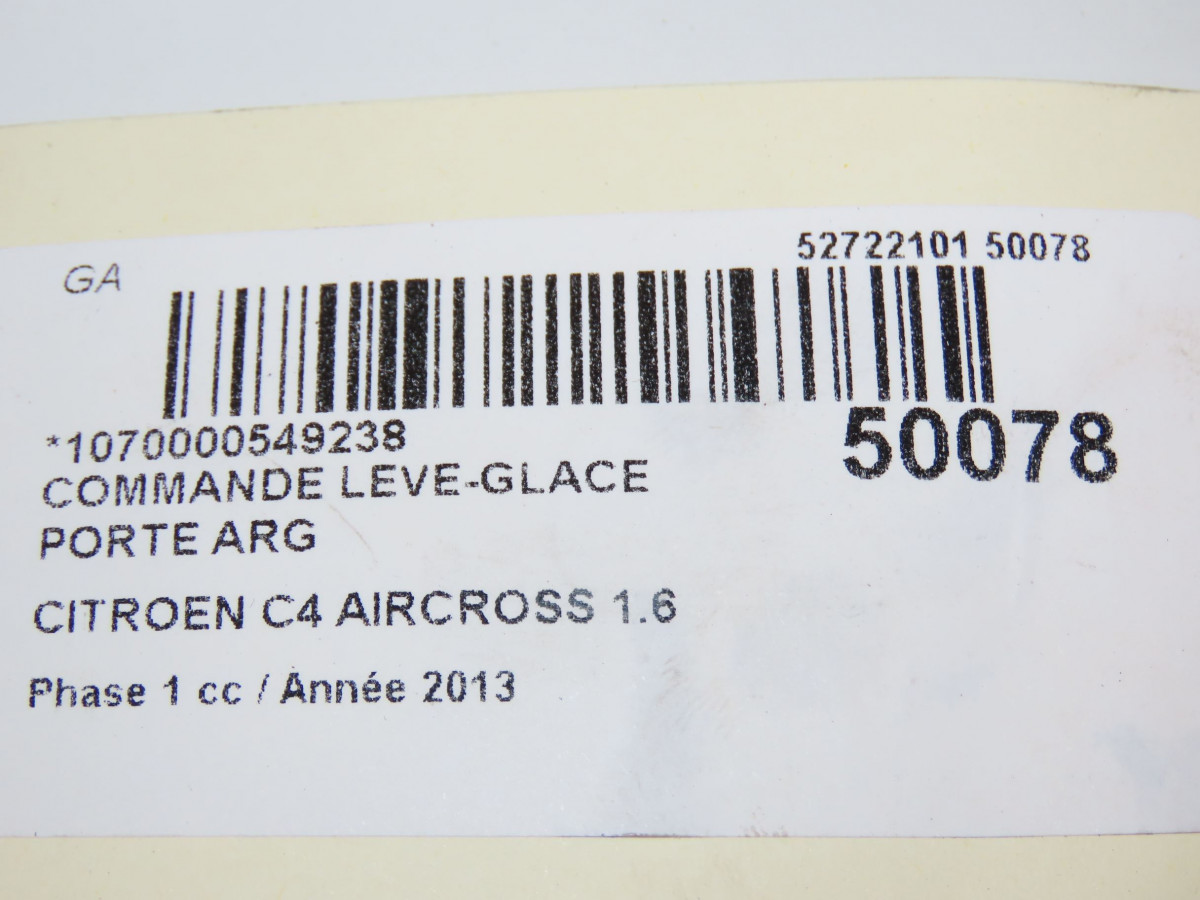 52722101 50078
GA
*1070000549238
50078
COMMANDE LEVE-GLACE
PORTE ARG
CITROEN C4 AIRCROSS 1.6
Phase 1 cc / Année 2013